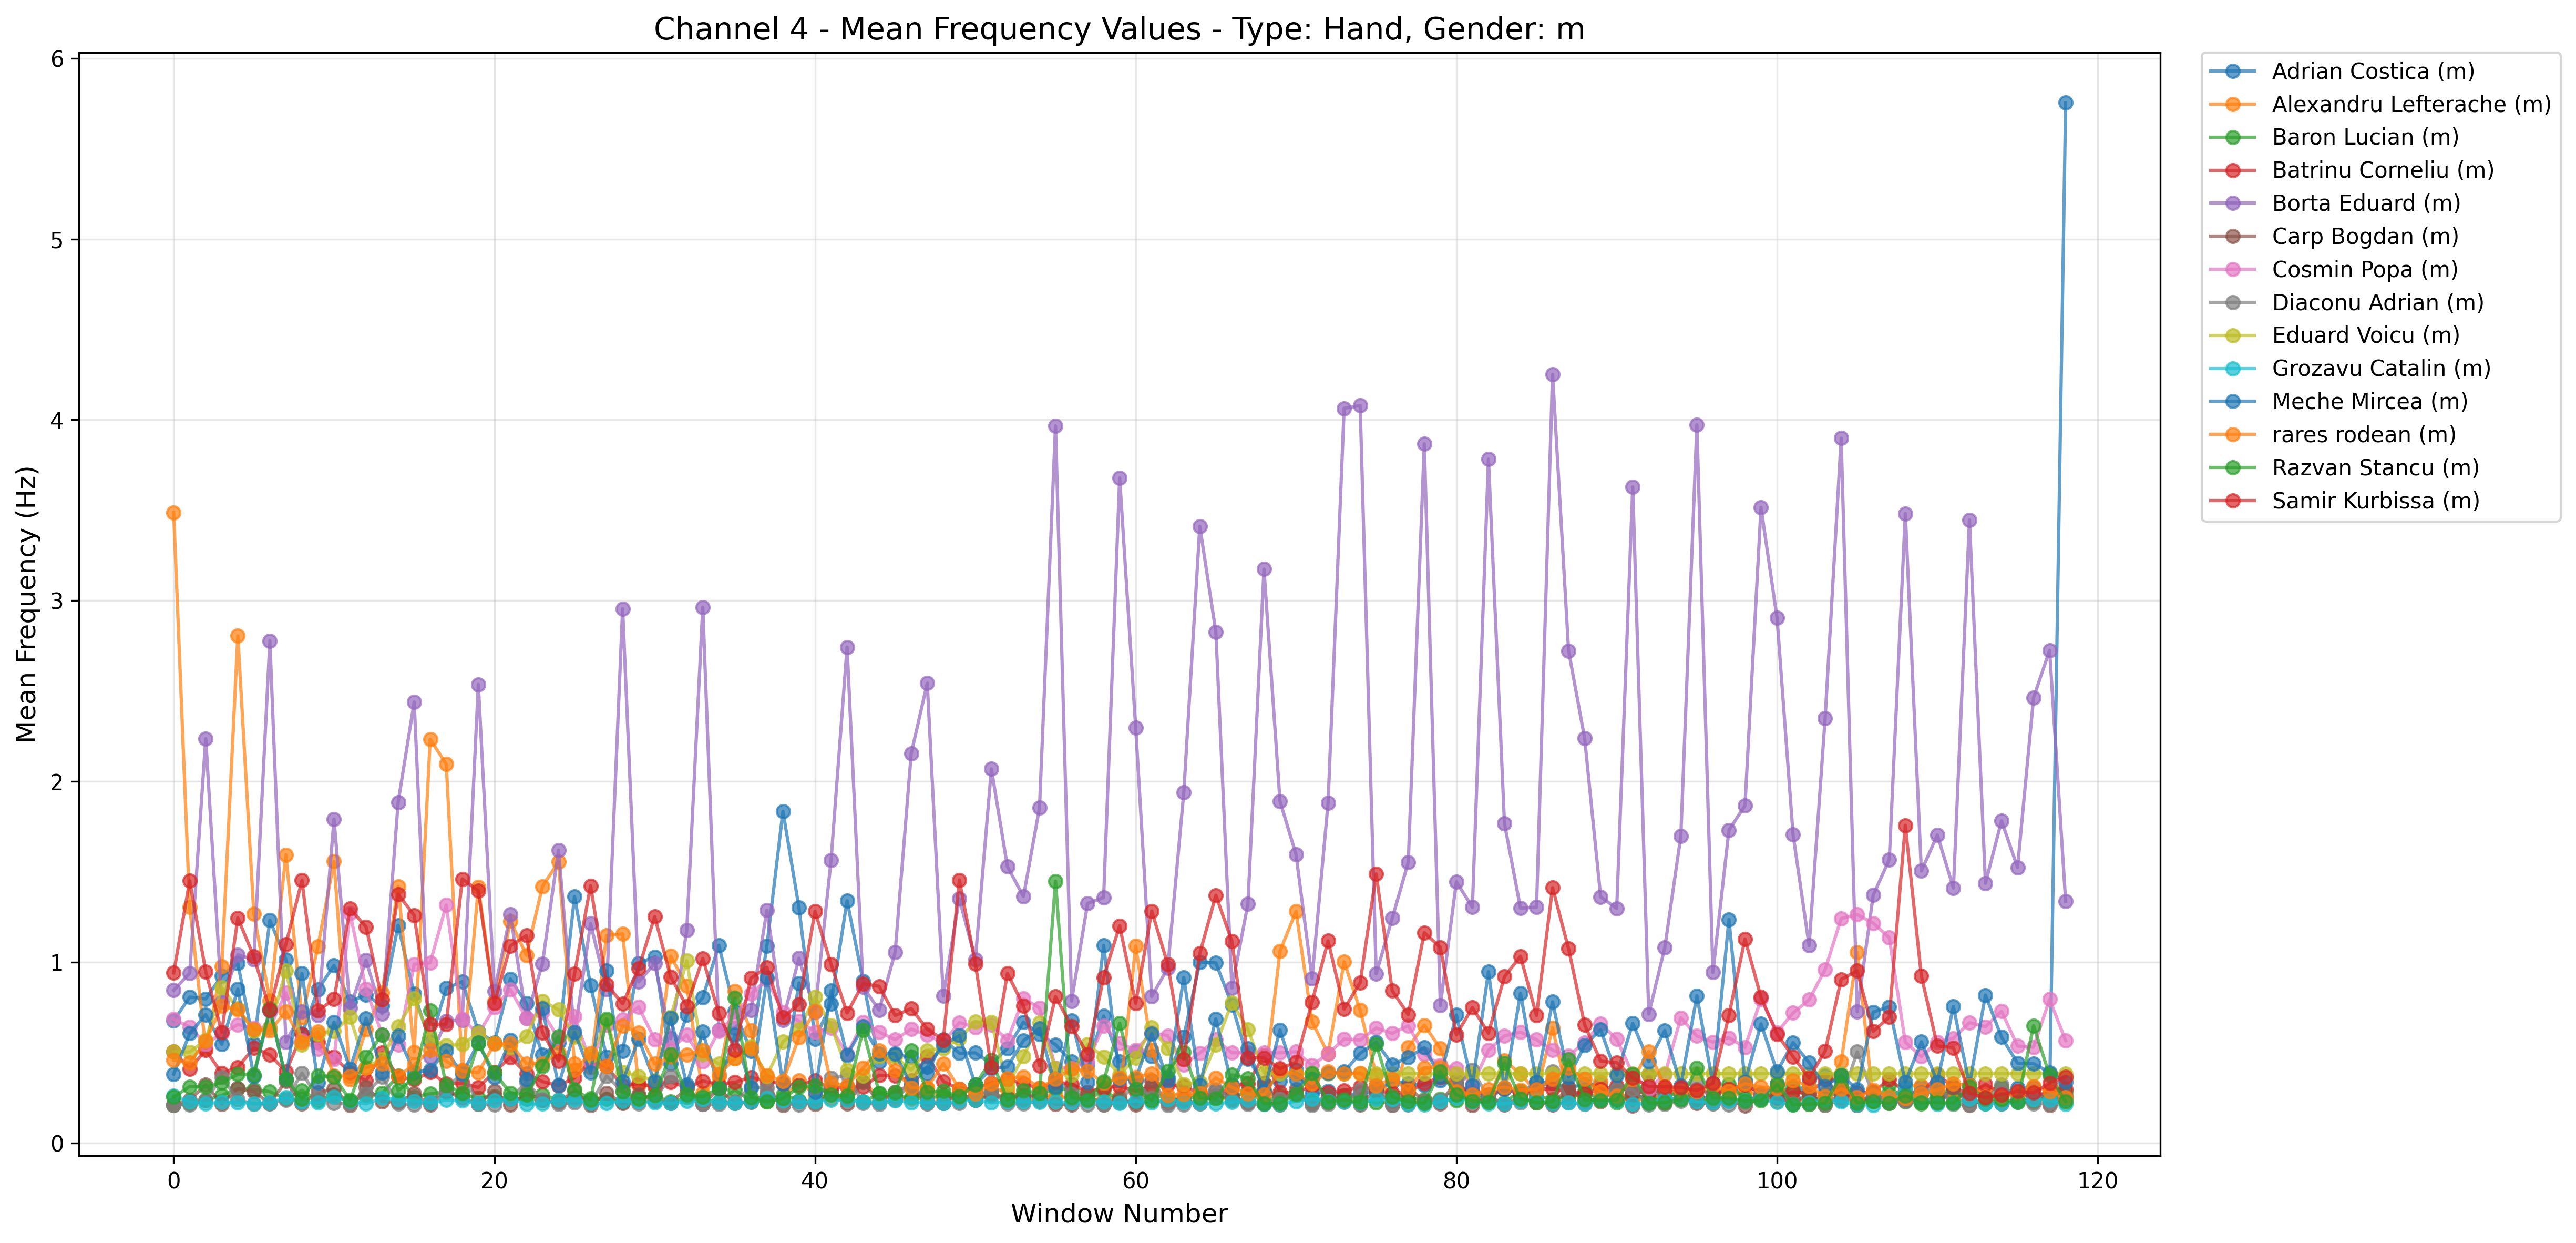 Channel 4 - Mean Frequency Values - Type: Hand, Gender: m
6
5
4
3
2
1
0
Mean Frequency (Hz)
0 20 40 60 80 100 120
Window Number
Adrian Costica (m)
Alexandru Lefterache (m)
Baron Lucian (m)
Batrinu Corneliu (m)
Borta Eduard (m)
Carp Bogdan (m)
Cosmin Popa (m)
Diaconu Adrian (m)
Eduard Voicu (m)
Grozavu Catalin (m)
Meche Mircea (m)
rares rodean (m)
Razvan Stancu (m)
Samir Kurbissa (m)